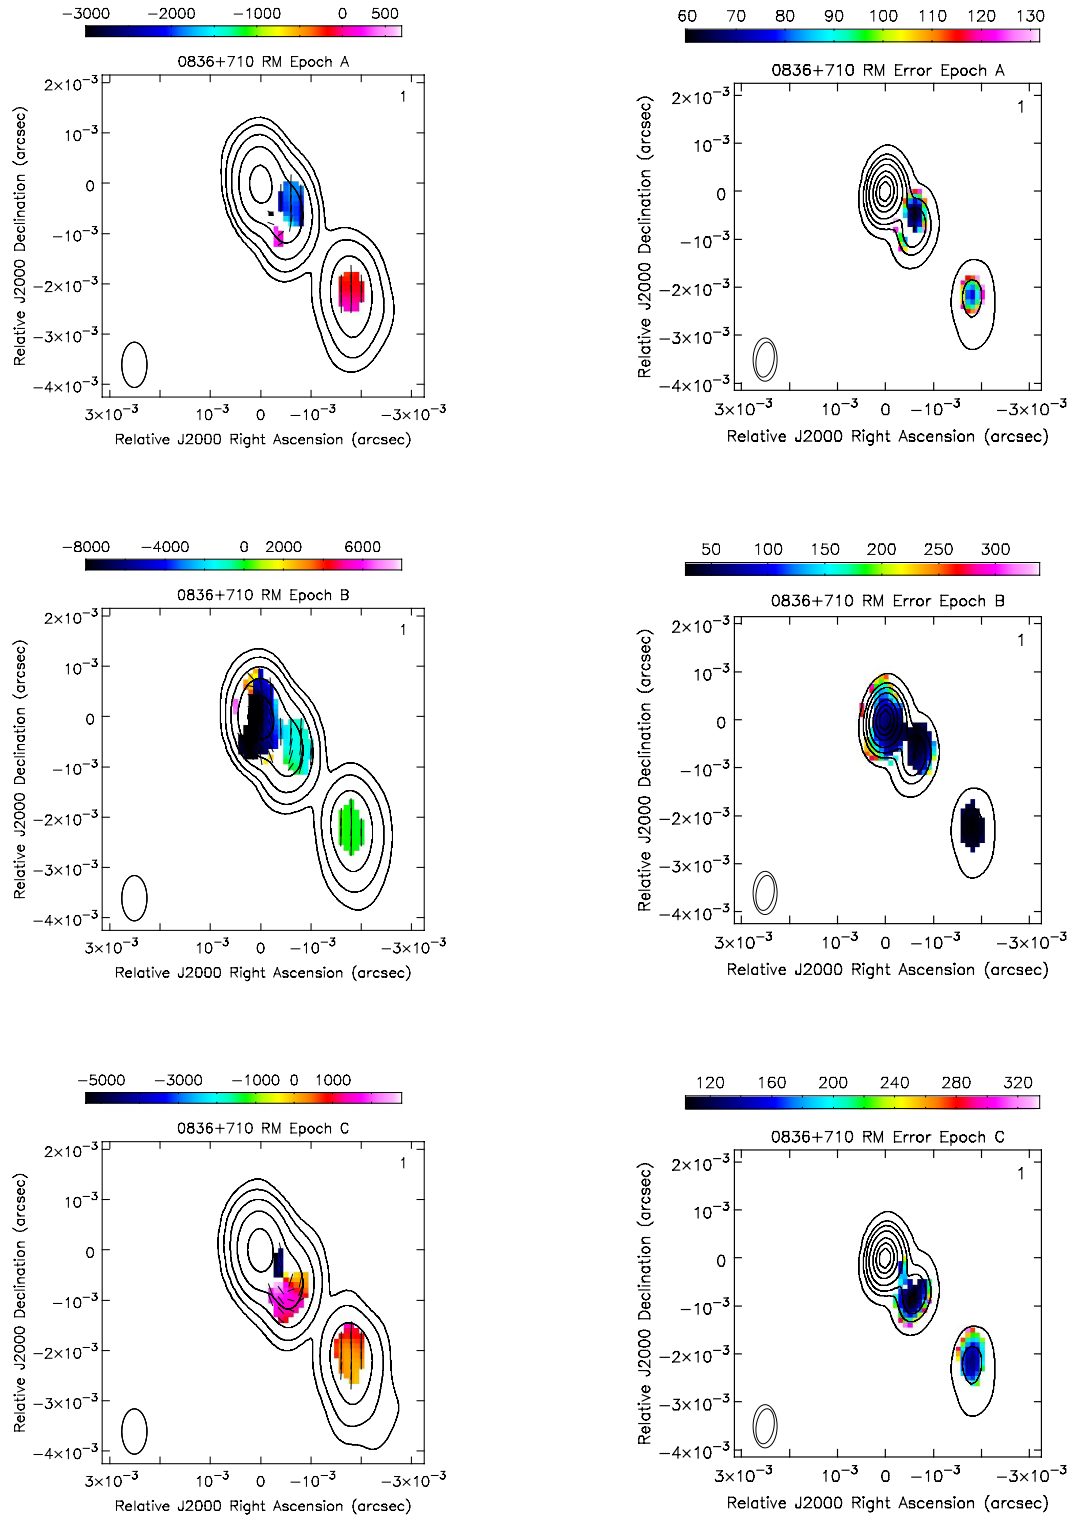 −3000 −2000 −1000 0 500
0836+710 RM Epoch A
1
Relative J2000 Declination (arcsec)
2×10⁻³
10⁻³
0
−10⁻³
−2×10⁻³
−3×10⁻³
−4×10⁻³
3×10⁻³ 10⁻³ 0 −10⁻³ −3×10⁻³
Relative J2000 Right Ascension (arcsec)
60 70 80 90 100 110 120 130
0836+710 RM Error Epoch A
1
Relative J2000 Declination (arcsec)
2×10⁻³
10⁻³
0
−10⁻³
−2×10⁻³
−3×10⁻³
−4×10⁻³
3×10⁻³ 10⁻³ 0 −10⁻³ −3×10⁻³
Relative J2000 Right Ascension (arcsec)
−8000 −4000 0 2000 6000
0836+710 RM Epoch B
1
Relative J2000 Declination (arcsec)
2×10⁻³
10⁻³
0
−10⁻³
−2×10⁻³
−3×10⁻³
−4×10⁻³
3×10⁻³ 10⁻³ 0 −10⁻³ −3×10⁻³
Relative J2000 Right Ascension (arcsec)
50 100 150 200 250 300
0836+710 RM Error Epoch B
1
Relative J2000 Declination (arcsec)
2×10⁻³
10⁻³
0
−10⁻³
−2×10⁻³
−3×10⁻³
−4×10⁻³
3×10⁻³ 10⁻³ 0 −10⁻³ −3×10⁻³
Relative J2000 Right Ascension (arcsec)
−5000 −3000 −1000 0 1000
0836+710 RM Epoch C
1
Relative J2000 Declination (arcsec)
2×10⁻³
10⁻³
0
−10⁻³
−2×10⁻³
−3×10⁻³
−4×10⁻³
3×10⁻³ 10⁻³ 0 −10⁻³ −3×10⁻³
Relative J2000 Right Ascension (arcsec)
120 160 200 240 280 320
0836+710 RM Error Epoch C
1
Relative J2000 Declination (arcsec)
2×10⁻³
10⁻³
0
−10⁻³
−2×10⁻³
−3×10⁻³
−4×10⁻³
3×10⁻³ 10⁻³ 0 −10⁻³ −3×10⁻³
Relative J2000 Right Ascension (arcsec)